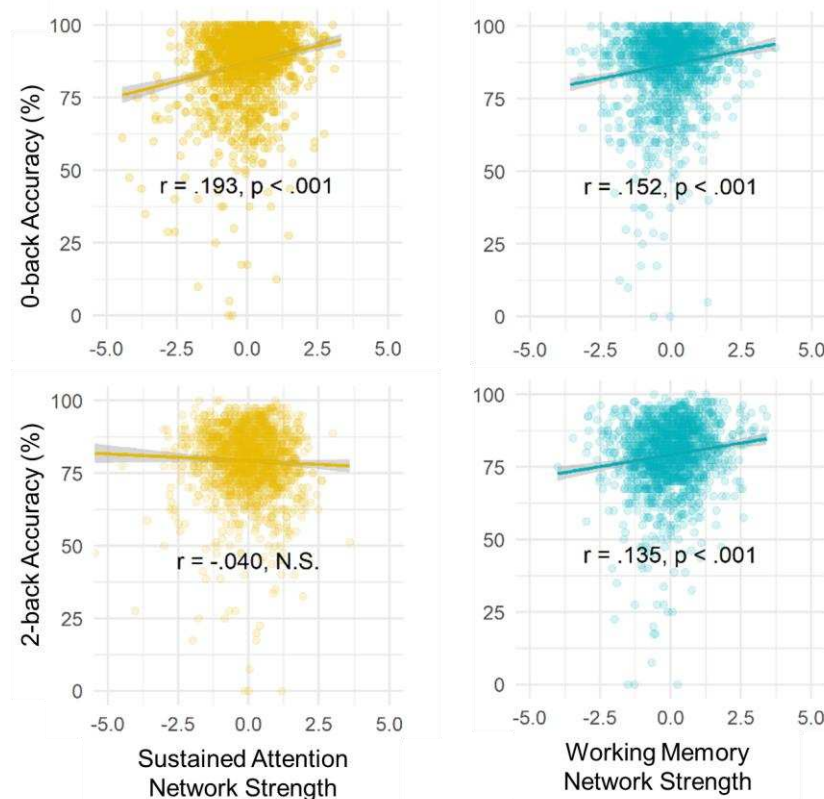 0-back Accuracy (%)
100
75
50
25
0
r = .193, p < .001
-5.0 -2.5 0.0 2.5 5.0
100
75
50
25
0
r = .152, p < .001
-5.0 -2.5 0.0 2.5 5.0
2-back Accuracy (%)
100
75
50
25
0
r = -.040, N.S.
-5.0 -2.5 0.0 2.5 5.0
Sustained Attention
Network Strength
100
75
50
25
0
r = .135, p < .001
-5.0 -2.5 0.0 2.5 5.0
Working Memory
Network Strength